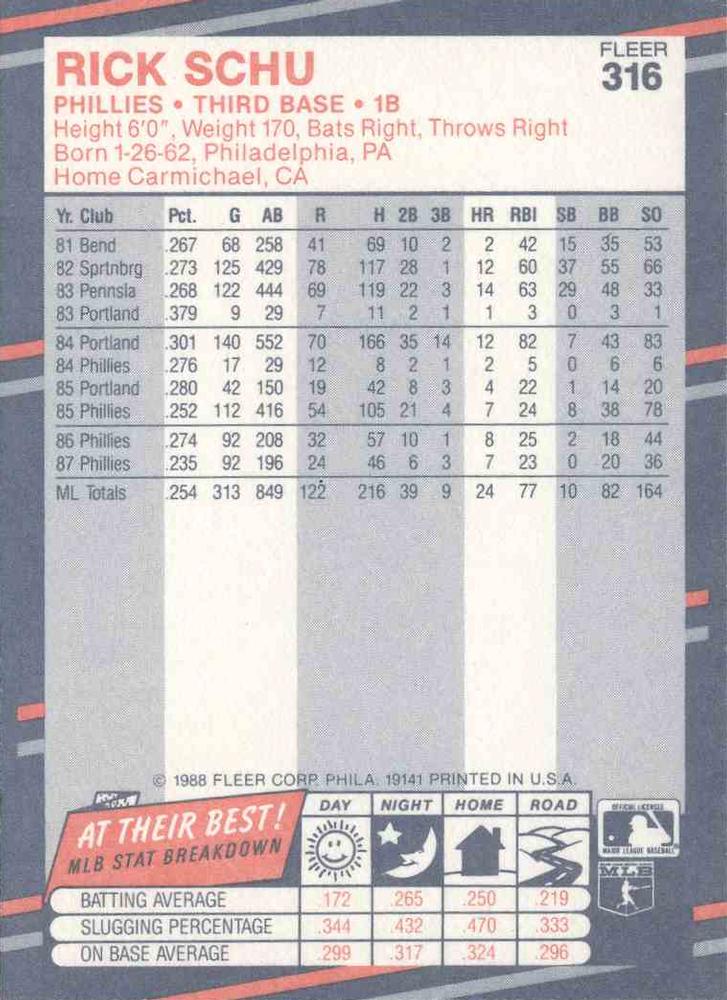 RICK SCHU
FLEER
316
PHILLIES • THIRD BASE • 1B
Height 6'0", Weight 170, Bats Right, Throws Right
Born 1-26-62, Philadelphia, PA
Home Carmichael, CA
Yr. Club Pct. G AB R H 2B 3B HR RBI SB BB SO
81 Bend .267 68 258 41 69 10 2 2 42 15 35 53
82 Sprtnbrg .273 125 429 78 117 28 1 12 60 37 55 66
83 Pennsla .268 122 444 69 119 22 3 14 63 29 48 33
83 Portland .379 9 29 7 11 2 1 1 3 0 3 1
84 Portland .301 140 552 70 166 35 14 12 82 7 43 83
84 Phillies .276 17 29 12 8 2 1 2 5 0 6 6
85 Portland .280 42 150 19 42 8 3 4 22 1 14 20
85 Phillies .252 112 416 54 105 21 4 7 24 8 38 78
86 Phillies .274 92 208 32 57 10 1 8 25 2 18 44
87 Phillies .235 92 196 24 46 6 3 7 23 0 20 36
ML Totals .254 313 849 122 216 39 9 24 77 10 82 164
© 1988 FLEER CORP. PHILA. 19141 PRINTED IN U.S.A.
AT THEIR BEST!
MLB STAT BREAKDOWN
DAY NIGHT HOME ROAD
OFFICIAL LICENSEE
MAJOR LEAGUE BASEBALL
MLB
BATTING AVERAGE .172 .265 .250 .219
SLUGGING PERCENTAGE .344 .432 .470 .333
ON BASE AVERAGE .299 .317 .324 .296